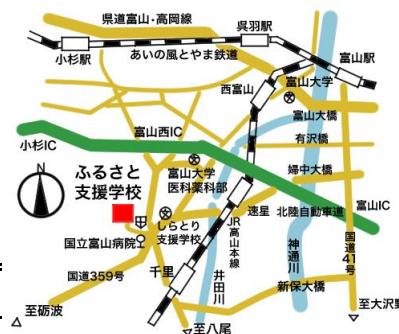 県道富山・高岡線
呉羽駅
小杉駅
あいの風とやま鉄道
富山駅
西富山
富山大学
富山大橋
富山西IC
有沢橋
小杉IC
婦中大橋
N
ふるさと
支援学校
富山大学
医科薬科部
富山IC
速星
北陸自動車道
しらとり
支援学校
JR高山本線
国立富山病院
神通川
国道41号
国道359号
千里
井田川
新保大橋
至砺波
至大沢野
至八尾